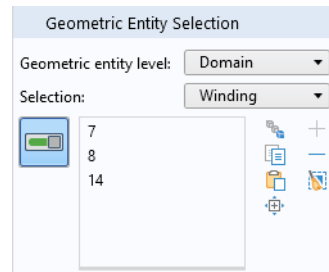 Geometric Entity Selection
Geometric entity level: Domain
Selection: Winding
7
8
14